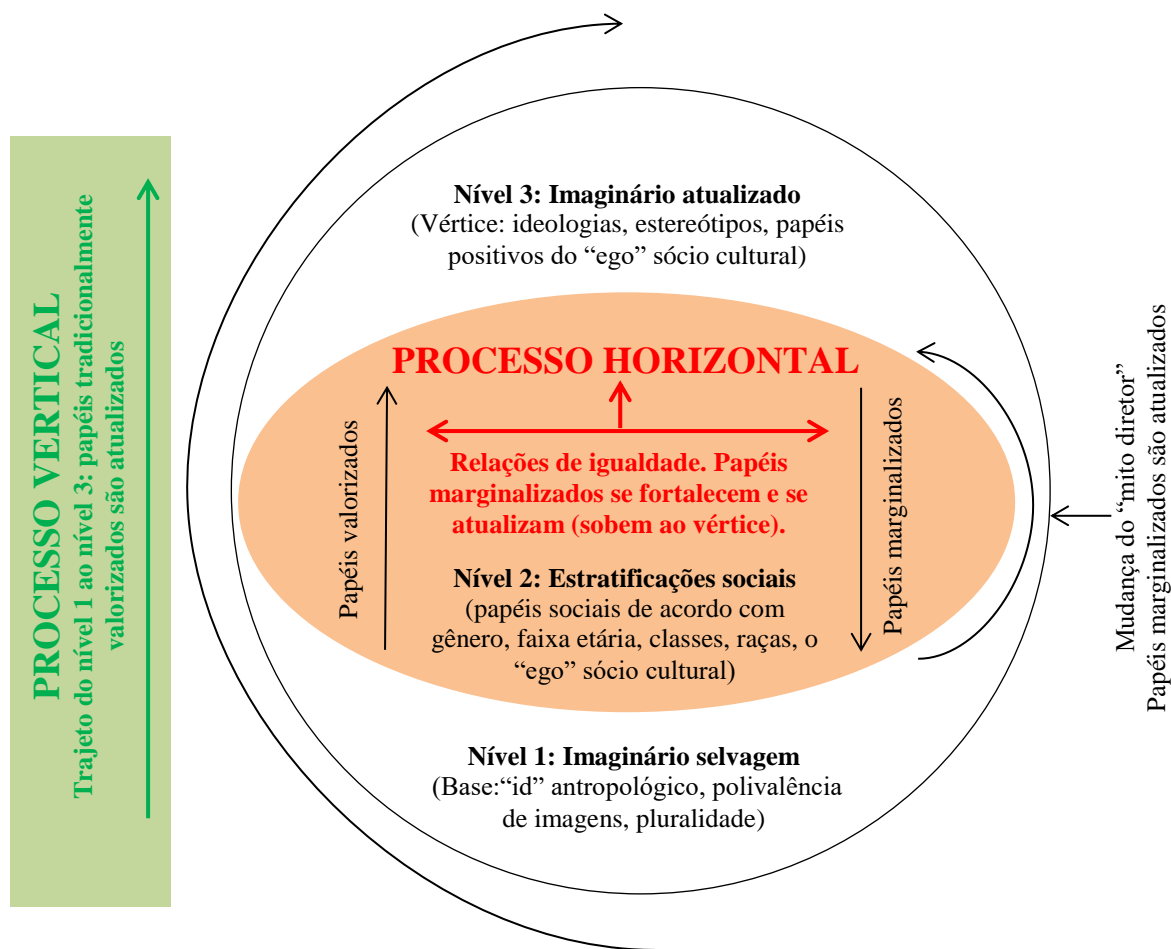 PROCESSO VERTICAL
Trajeto do nível 1 ao nível 3: papéis tradicionalmente
valorizados são atualizados
Nível 3: Imaginário atualizado
(Vértice: ideologias, estereótipos, papéis
positivos do “ego” sócio cultural)
PROCESSO HORIZONTAL
Papéis valorizados
Relações de igualdade. Papéis
marginalizados se fortalecem e se
atualizam (sobem ao vértice).
Papéis marginalizados
Nível 2: Estratificações sociais
(papéis sociais de acordo com
gênero, faixa etária, classes, raças, o
“ego” sócio cultural)
Nível 1: Imaginário selvagem
(Base:“id” antropológico, polivalência
de imagens, pluralidade)
Mudança do “mito diretor”
Papéis marginalizados são atualizados